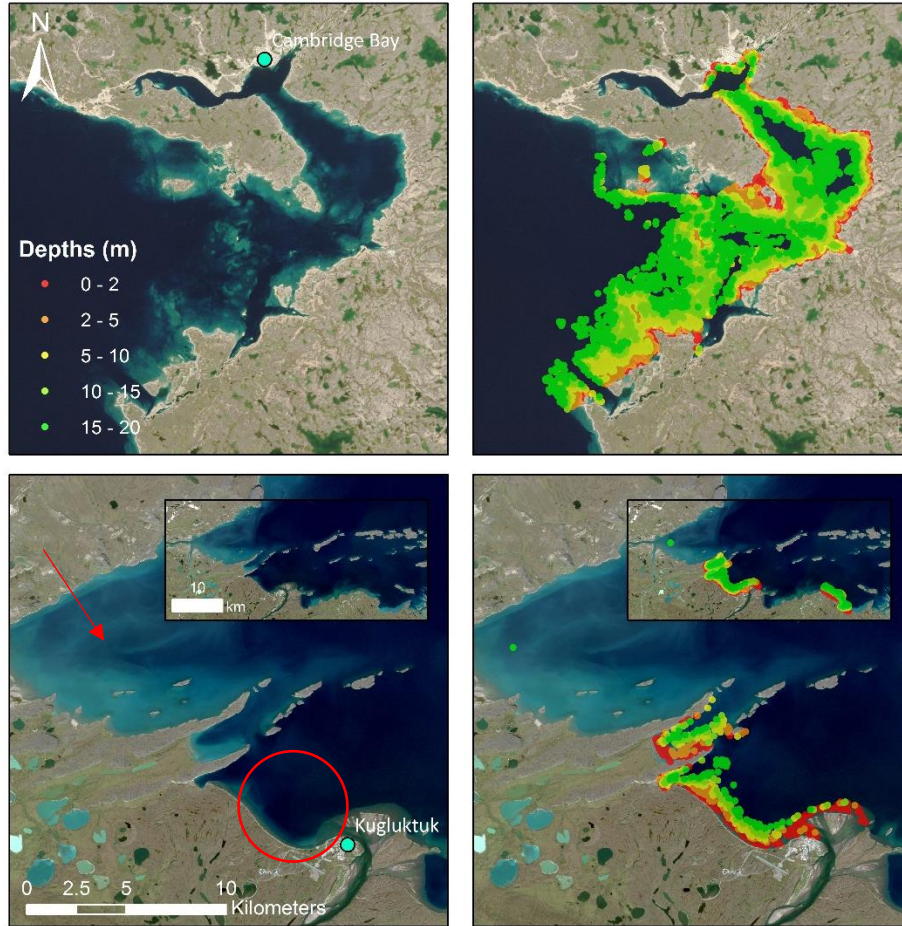 N
Cambridge Bay
Depths (m)
0 - 2
2 - 5
5 - 10
10 - 15
15 - 20
10
km
Kugluktuk
0 2.5 5 10
Kilometers